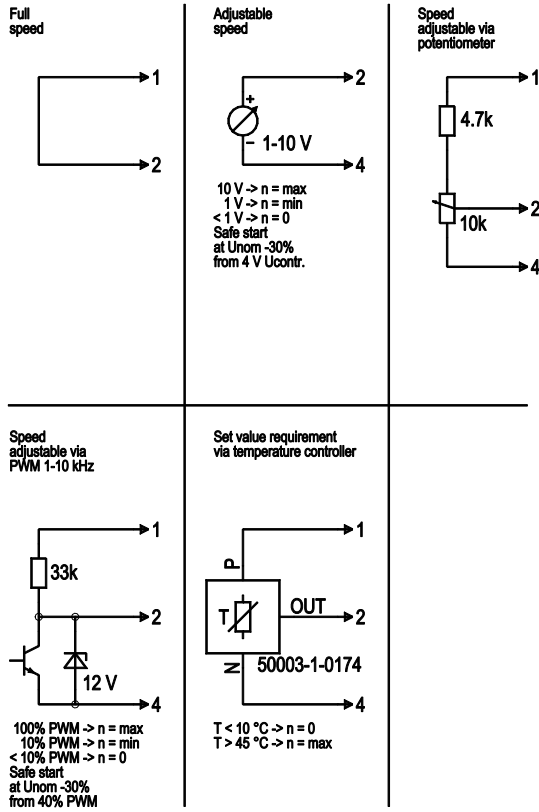 Full
speed
1
2
Adjustable
speed
2
+
1-10 V
−
4
10 V -> n = max
1 V -> n = min
< 1 V -> n = 0
Safe start
at Unom -30%
from 4 V Ucontr.
Speed
adjustable via
potentiometer
1
4.7k
2
10k
4
Speed
adjustable via
PWM 1-10 kHz
1
33k
2
12 V
4
100% PWM -> n = max
10% PWM -> n = min
< 10% PWM -> n = 0
Safe start
at Unom -30%
from 40% PWM
Set value requirement
via temperature controller
1
P
T
OUT
2
N
50003-1-0174
4
T < 10 °C -> n = 0
T > 45 °C -> n = max